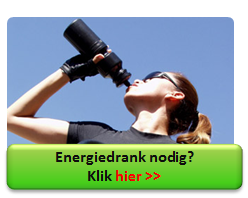 Energiedrank nodig?
Klik hier >>